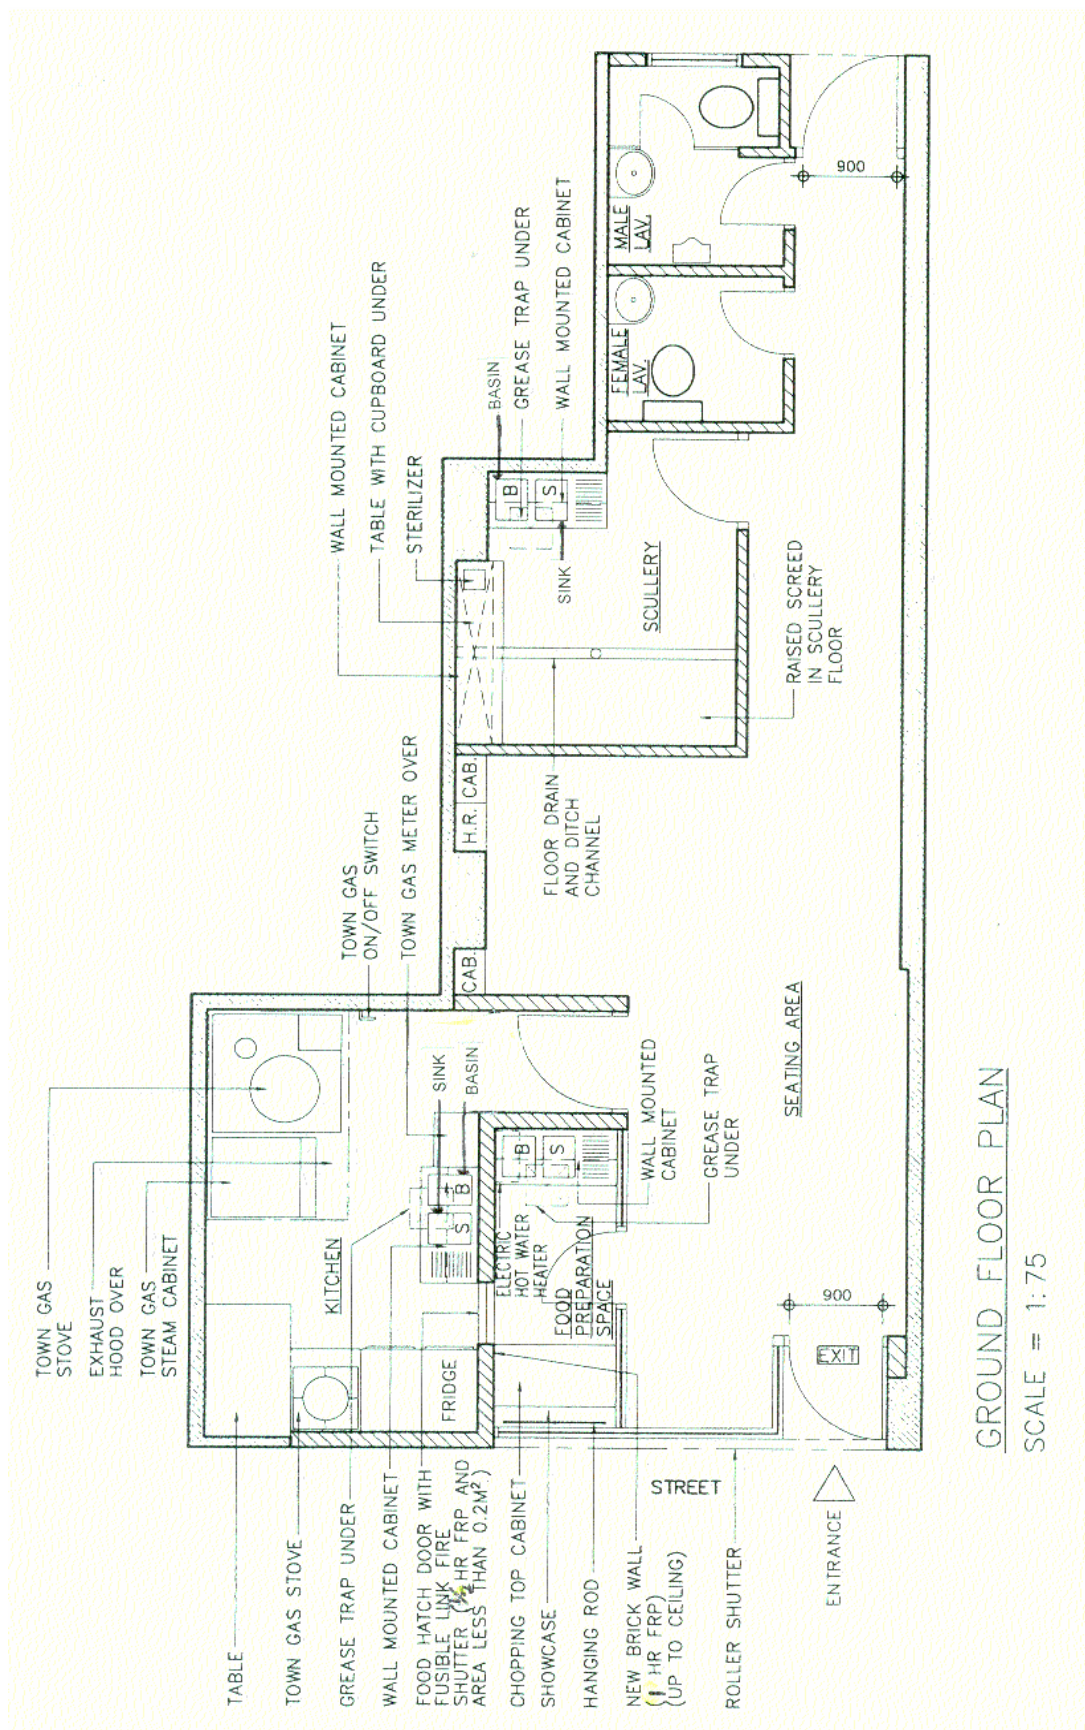 TOWN GAS
STOVE
EXHAUST
HOOD OVER
TOWN GAS
STEAM CABINET
TOWN GAS
ON/OFF SWITCH
TOWN GAS METER OVER
WALL MOUNTED CABINET
TABLE WITH CUPBOARD UNDER
STERILIZER
BASIN
GREASE TRAP UNDER
WALL MOUNTED CABINET
KITCHEN
SINK
BASIN
S
B
FRIDGE
CAB.
H.R.
CAB.
B
S
SINK
SCULLERY
FEMALE
LAV.
MALE
LAV.
900
ELECTRIC
HOT WATER
HEATER
B
S
FOOD
PREPARATION
SPACE
WALL MOUNTED
CABINET
GREASE TRAP
UNDER
FLOOR DRAIN
AND DITCH
CHANNEL
RAISED SCREED
IN SCULLERY
FLOOR
SEATING AREA
900
EXIT
STREET
ENTRANCE
TABLE
TOWN GAS STOVE
GREASE TRAP UNDER
WALL MOUNTED CABINET
FOOD HATCH DOOR WITH
FUSIBLE LINK FIRE
SHUTTER ( HR FRP AND
AREA LESS THAN 0.2M².)
CHOPPING TOP CABINET
SHOWCASE
HANGING ROD
NEW BRICK WALL
( HR FRP)
(UP TO CEILING)
ROLLER SHUTTER
GROUND FLOOR PLAN
SCALE = 1:75